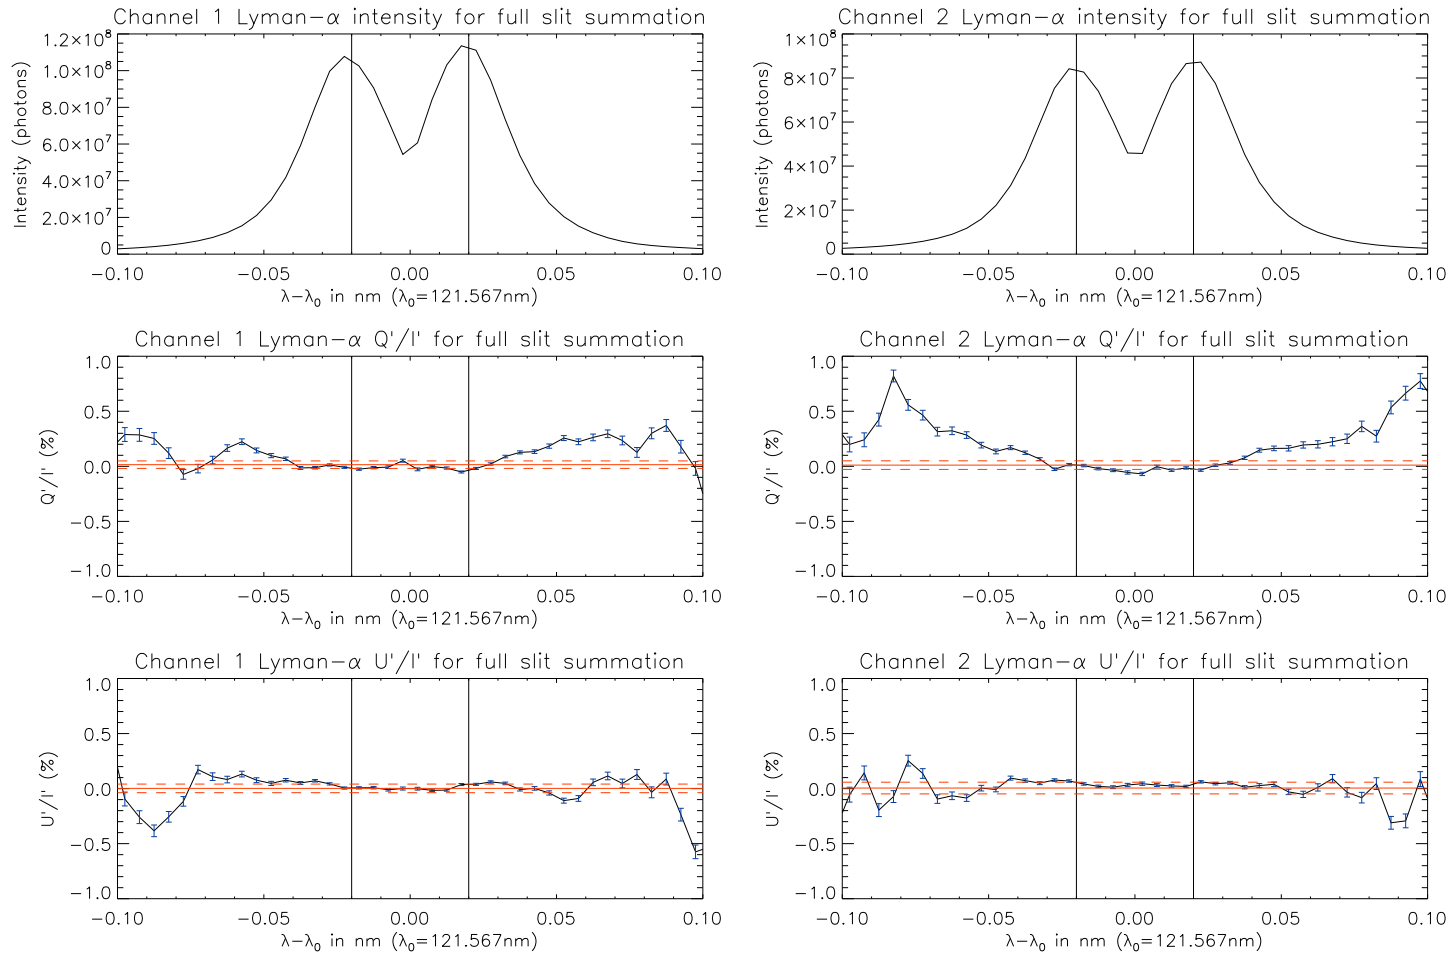 Channel 1 Lyman−α intensity for full slit summation
Intensity (photons)
1.2×10⁸
1.0×10⁸
8.0×10⁷
6.0×10⁷
4.0×10⁷
2.0×10⁷
0
−0.10 −0.05 0.00 0.05 0.10
λ−λ₀ in nm (λ₀=121.567nm)
Channel 2 Lyman−α intensity for full slit summation
Intensity (photons)
1×10⁸
8×10⁷
6×10⁷
4×10⁷
2×10⁷
0
−0.10 −0.05 0.00 0.05 0.10
λ−λ₀ in nm (λ₀=121.567nm)
Channel 1 Lyman−α Q'/I' for full slit summation
Q'/I' (%)
1.0
0.5
0.0
−0.5
−1.0
−0.10 −0.05 0.00 0.05 0.10
λ−λ₀ in nm (λ₀=121.567nm)
Channel 2 Lyman−α Q'/I' for full slit summation
Q'/I' (%)
1.0
0.5
0.0
−0.5
−1.0
−0.10 −0.05 0.00 0.05 0.10
λ−λ₀ in nm (λ₀=121.567nm)
Channel 1 Lyman−α U'/I' for full slit summation
U'/I' (%)
1.0
0.5
0.0
−0.5
−1.0
−0.10 −0.05 0.00 0.05 0.10
λ−λ₀ in nm (λ₀=121.567nm)
Channel 2 Lyman−α U'/I' for full slit summation
U'/I' (%)
1.0
0.5
0.0
−0.5
−1.0
−0.10 −0.05 0.00 0.05 0.10
λ−λ₀ in nm (λ₀=121.567nm)